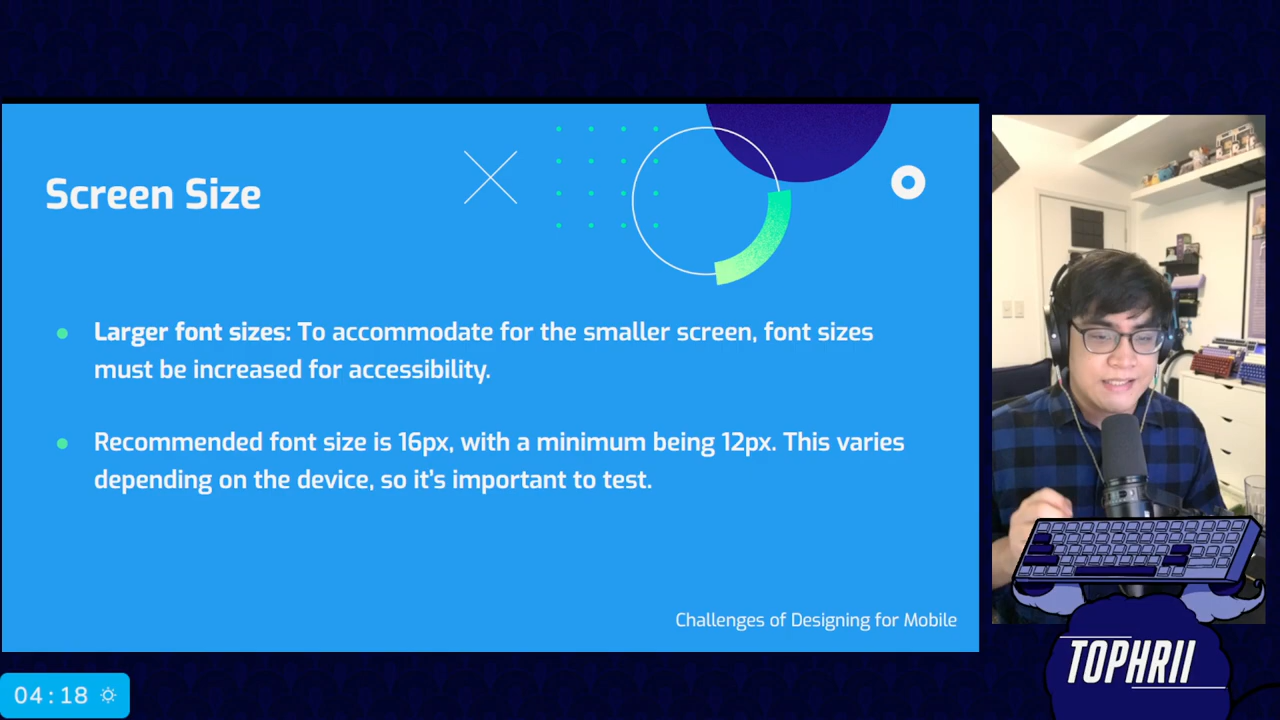 Screen Size
Larger font sizes: To accommodate for the smaller screen, font sizes
must be increased for accessibility.
Recommended font size is 16px, with a minimum being 12px. This varies
depending on the device, so it's important to test.
Challenges of Designing for Mobile
04:18
TOPHRII